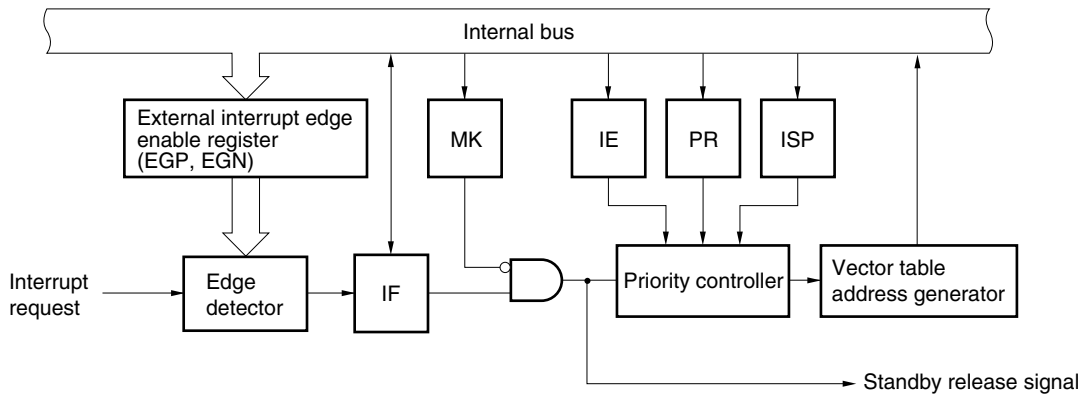 Internal bus
External interrupt edge
enable register
(EGP, EGN)
MK
IE
PR
ISP
Interrupt
request
Edge
detector
IF
Priority controller
Vector table
address generator
Standby release signal